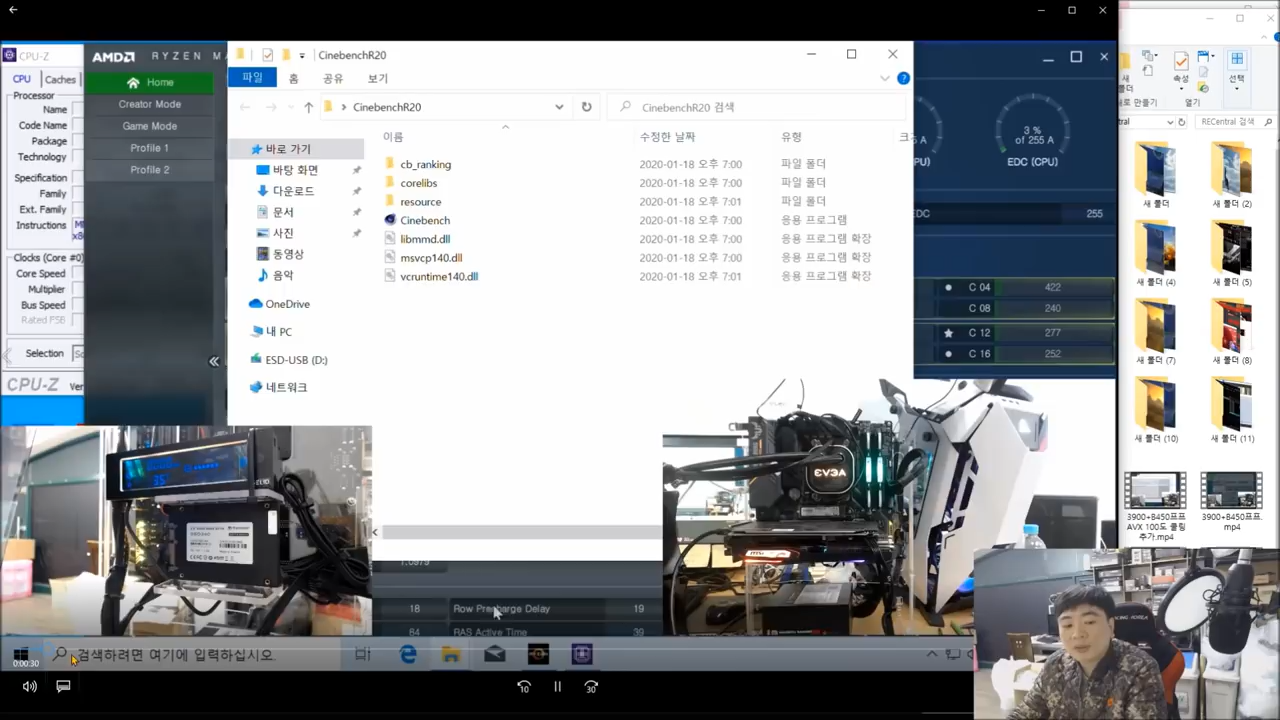 CPU-Z
CPU
Caches
Processor
Name
Code Name
Package
Technology
Specification
Family
Ext. Family
Instructions
Clocks (Core #0)
Core Speed
Multiplier
Bus Speed
Rated FSB
Selection
CPU-Z
AMD RYZEN
Home
Creator Mode
Game Mode
Profile 1
Profile 2
CinebenchR20
파일
홈
공유
보기
CinebenchR20
CinebenchR20 검색
바로 가기
바탕 화면
다운로드
문서
사진
동영상
음악
OneDrive
내 PC
ESD-USB (D:)
네트워크
이름 수정한 날짜 유형
cb_ranking 2020-01-18 오후 7:00 파일 폴더
corelibs 2020-01-18 오후 7:00 파일 폴더
resource 2020-01-18 오후 7:01 파일 폴더
Cinebench 2020-01-18 오후 7:00 응용 프로그램
libmmd.dll 2020-01-18 오후 7:00 응용 프로그램 확장
msvcp140.dll 2020-01-18 오후 7:00 응용 프로그램 확장
vcruntime140.dll 2020-01-18 오후 7:01 응용 프로그램 확장
3 %
of 255 A
EDC (CPU)
EDC 255
C 04 422
C 08 240
C 12 277
C 16 252
속성
열기
선택
RECentral 검색
새 폴더
새 폴더 (2)
새 폴더 (4)
새 폴더 (5)
새 폴더 (7)
새 폴더 (8)
새 폴더 (10)
새 폴더 (11)
3900+B450프프
AVX 100도 쿨링
추가.mp4
3900+B450프프.
mp4
EVGA
18 Row Precharge Delay 19
64 RAS Active Time 39
검색하려면 여기에 입력하십시오.
0:00:30
10
30